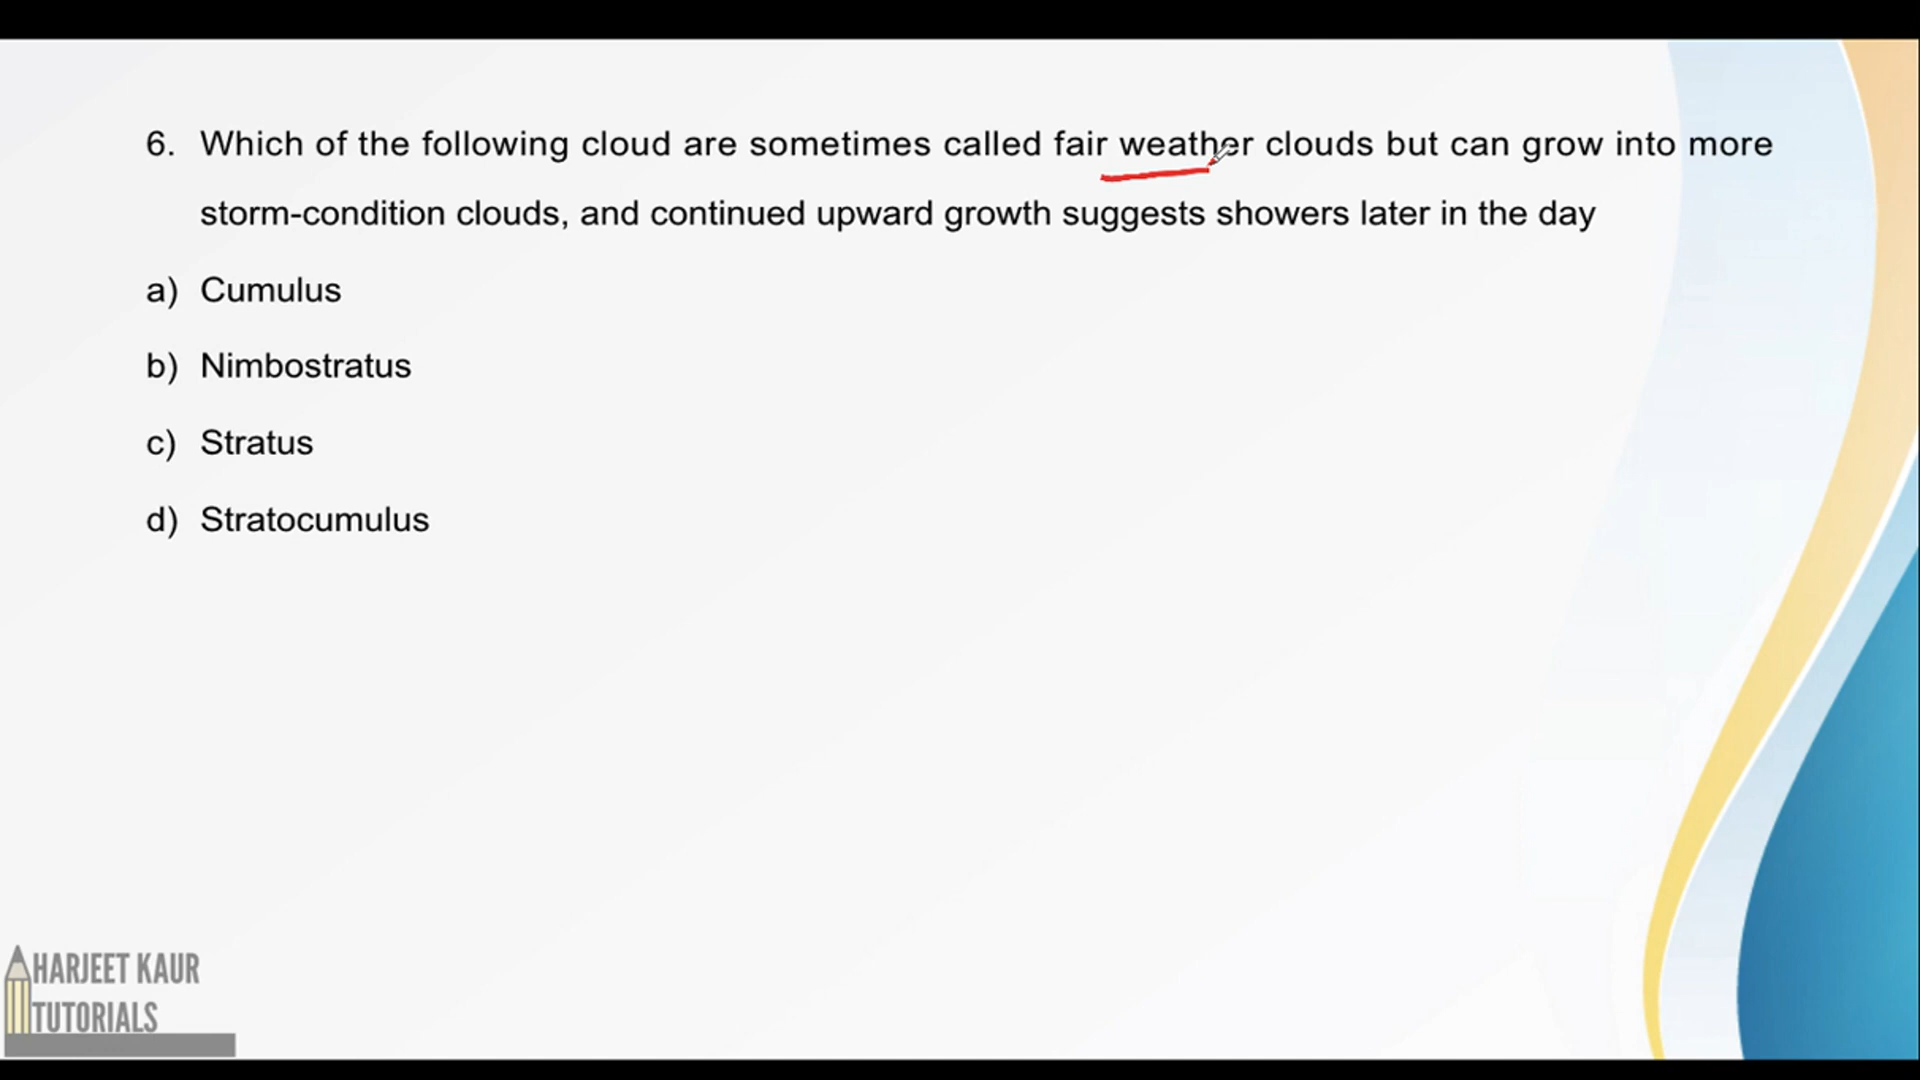 6. Which of the following cloud are sometimes called fair weather clouds but can grow into more
storm-condition clouds, and continued upward growth suggests showers later in the day
a) Cumulus
b) Nimbostratus
c) Stratus
d) Stratocumulus
HARJEET KAUR
TUTORIALS